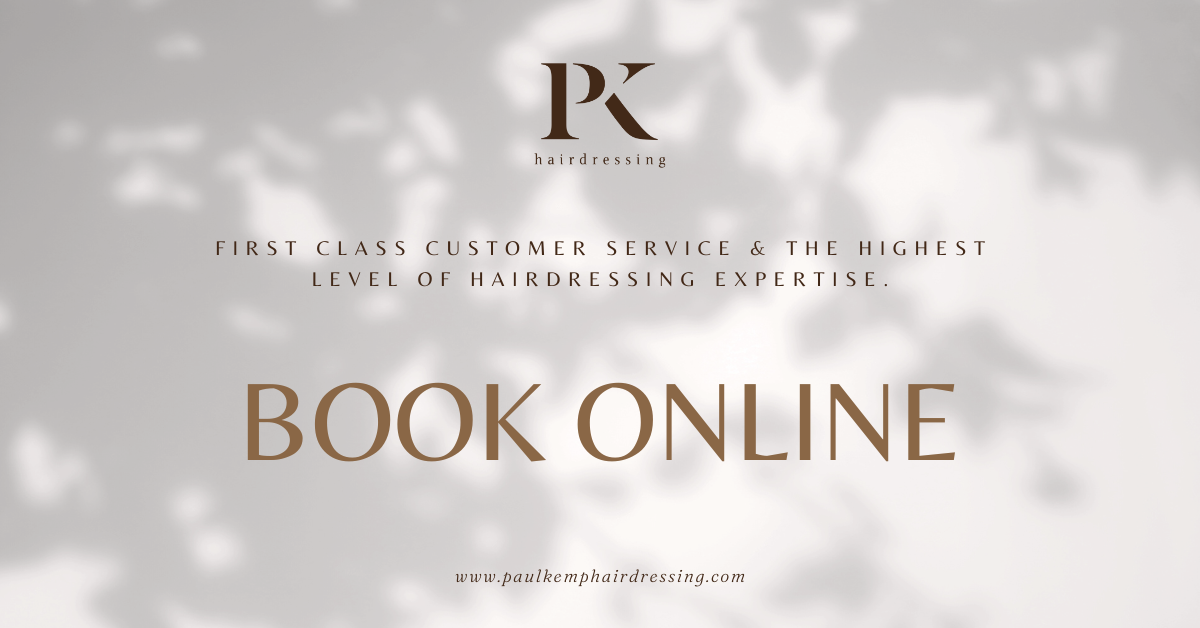 PK
hairdressing
FIRST CLASS CUSTOMER SERVICE & THE HIGHEST
LEVEL OF HAIRDRESSING EXPERTISE.
BOOK ONLINE
www.paulkemphairdressing.com